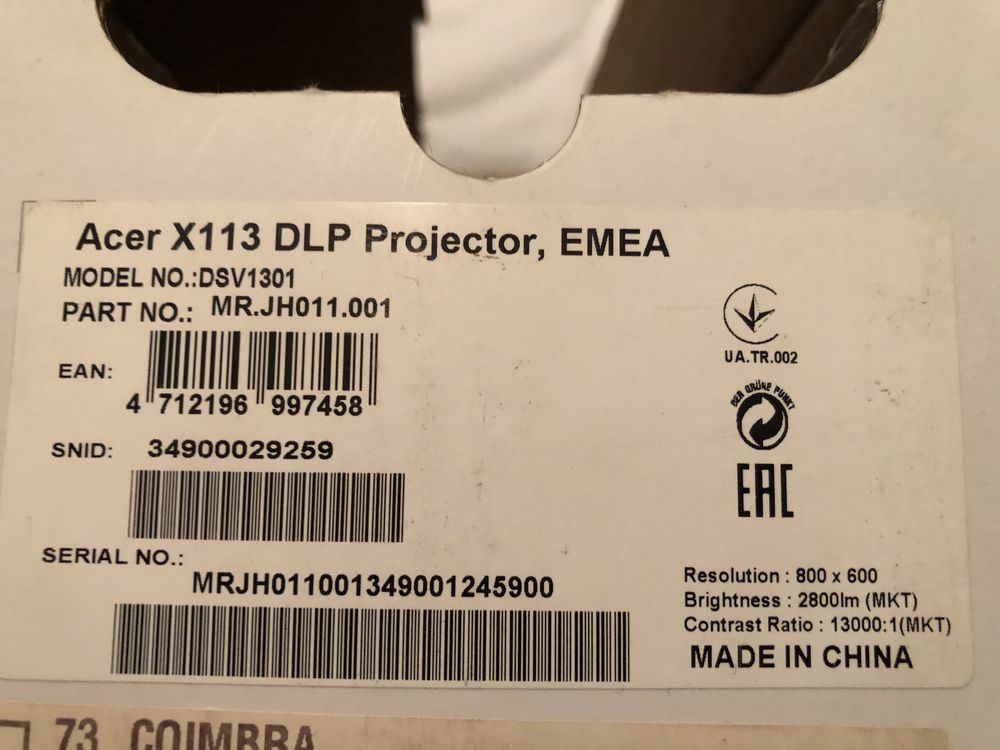 Acer X113 DLP Projector, EMEA
MODEL NO.:DSV1301
PART NO.: MR.JH011.001
EAN:
4 712196 997458
SNID: 34900029259
SERIAL NO.:
MRJH011001349001245900
UA.TR.002
DER GRÜNE PUNKT
EAC
Resolution : 800 x 600
Brightness : 2800lm (MKT)
Contrast Ratio : 13000:1(MKT)
MADE IN CHINA
73 COIMBRA